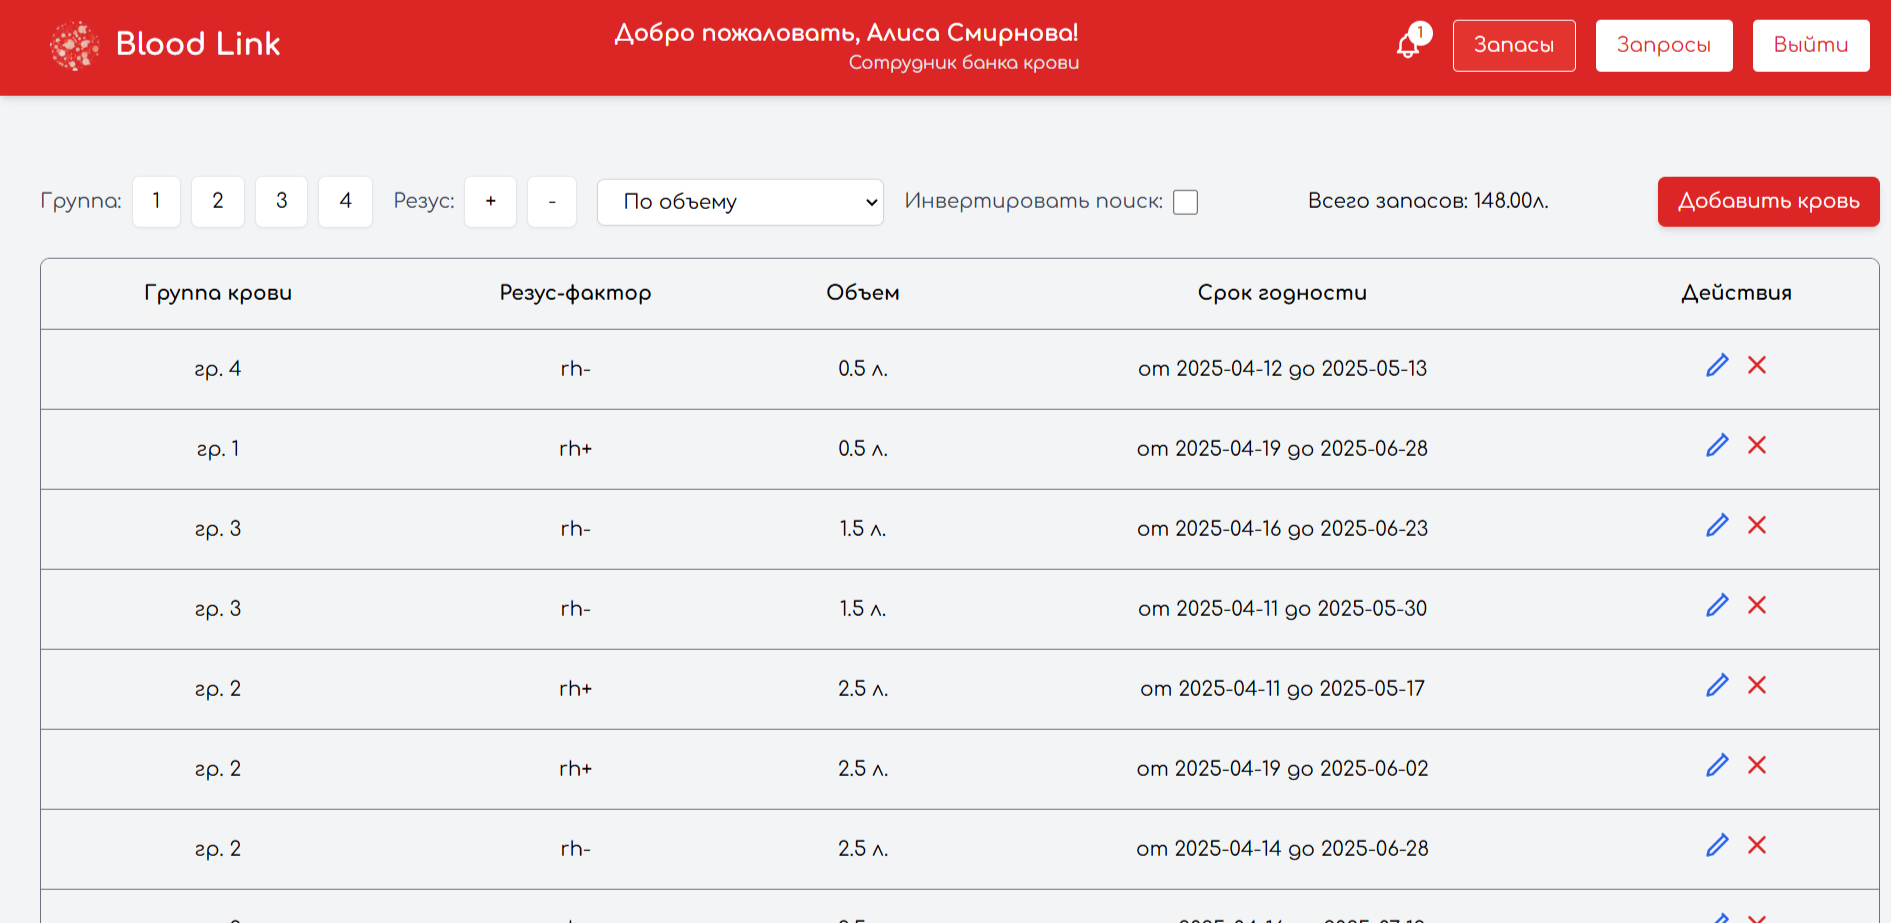 Blood Link
Добро пожаловать, Алиса Смирнова!
Сотрудник банка крови
1
Запасы
Запросы
Выйти
Группа: 1 2 3 4 Резус: + - По объему Инвертировать поиск: Всего запасов: 148.00л. Добавить кровь
Группа крови Резус-фактор Объем Срок годности Действия
гр. 4 rh- 0.5 л. от 2025-04-12 до 2025-05-13
гр. 1 rh+ 0.5 л. от 2025-04-19 до 2025-06-28
гр. 3 rh- 1.5 л. от 2025-04-16 до 2025-06-23
гр. 3 rh- 1.5 л. от 2025-04-11 до 2025-05-30
гр. 2 rh+ 2.5 л. от 2025-04-11 до 2025-05-17
гр. 2 rh+ 2.5 л. от 2025-04-19 до 2025-06-02
гр. 2 rh- 2.5 л. от 2025-04-14 до 2025-06-28